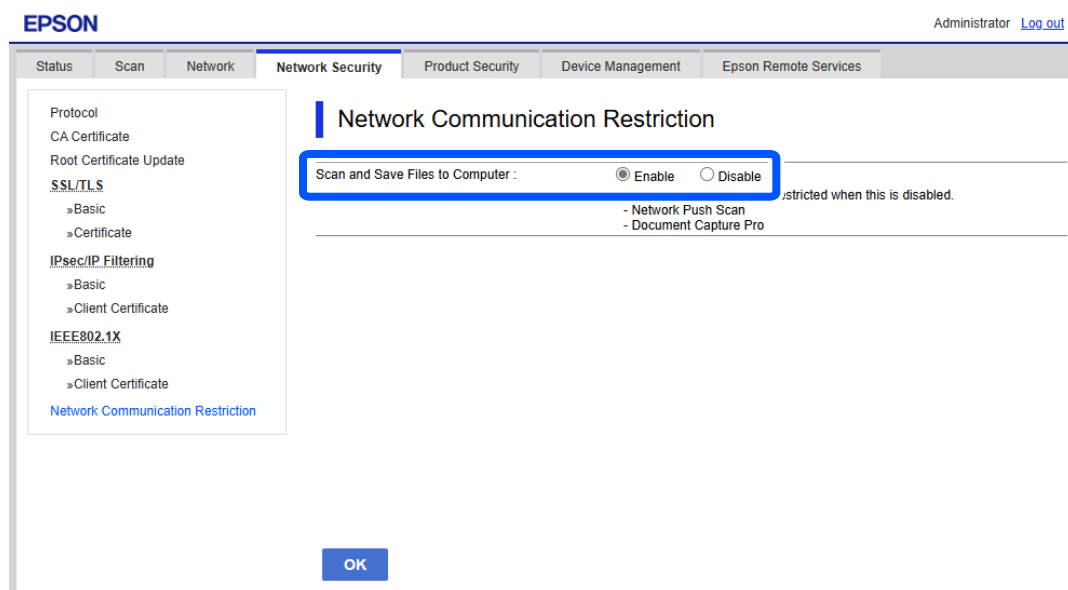 EPSON
Administrator Log out
Status Scan Network Network Security Product Security Device Management Epson Remote Services
Protocol
CA Certificate
Root Certificate Update
SSL/TLS
»Basic
»Certificate
IPsec/IP Filtering
»Basic
»Client Certificate
IEEE802.1X
»Basic
»Client Certificate
Network Communication Restriction
Network Communication Restriction
Scan and Save Files to Computer : Enable Disable
when this is disabled.
- Network Push Scan
- Document Capture Pro
OK